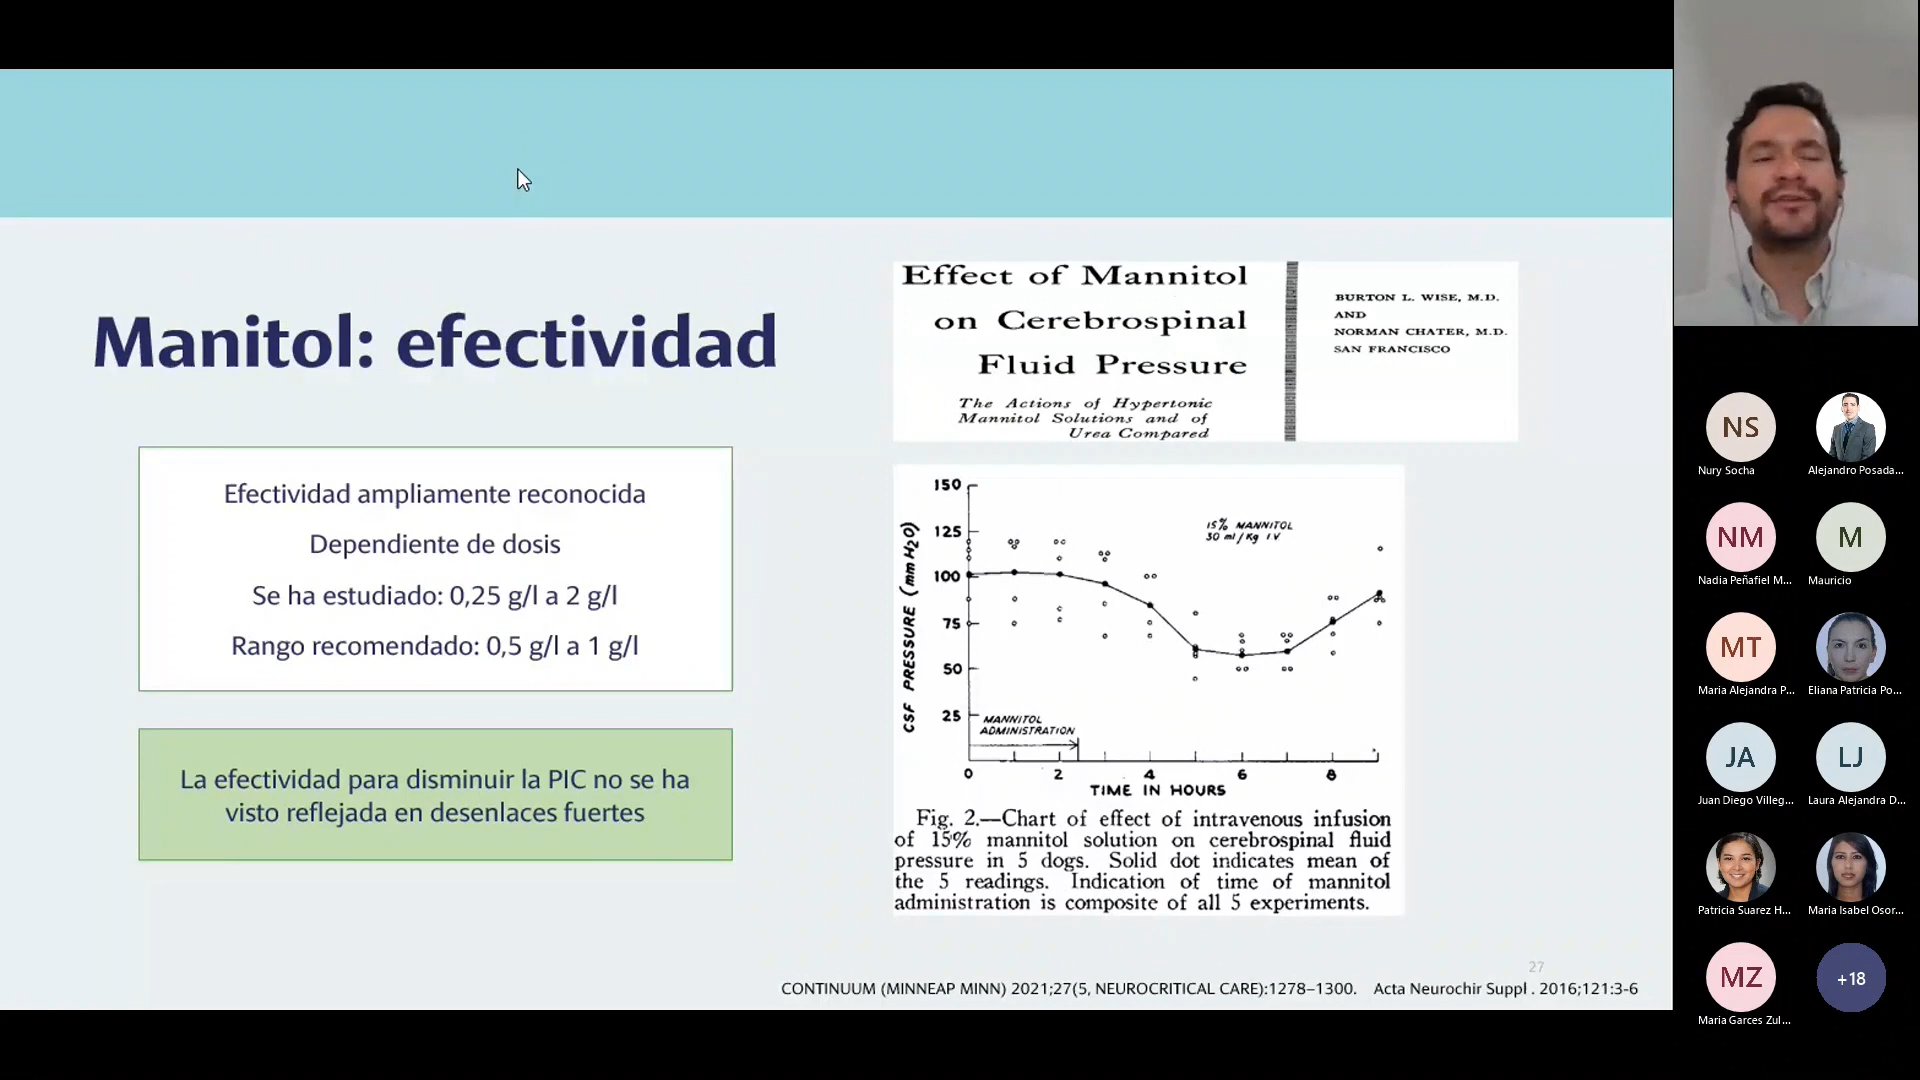 Manitol: efectividad
Efectividad ampliamente reconocida
Dependiente de dosis
Se ha estudiado: 0,25 g/l a 2 g/l
Rango recomendado: 0,5 g/l a 1 g/l
La efectividad para disminuir la PIC no se ha
visto reflejada en desenlaces fuertes
Effect of Mannitol
on Cerebrospinal
Fluid Pressure
The Actions of Hypertonic
Mannitol Solutions and of
Urea Compared
BURTON L. WISE, M.D.
AND
NORMAN CHATER, M.D.
SAN FRANCISCO
CSF PRESSURE (mm H2O)
150
125
100
75
50
25
15% MANNITOL
30 ml/Kg I.V
MANNITOL
ADMINISTRATION
0 2 4 6 8
TIME IN HOURS
Fig. 2.—Chart of effect of intravenous infusion
of 15% mannitol solution on cerebrospinal fluid
pressure in 5 dogs. Solid dot indicates mean of
the 5 readings. Indication of time of mannitol
administration is composite of all 5 experiments.
27
CONTINUUM (MINNEAP MINN) 2021;27(5, NEUROCRITICAL CARE):1278–1300. Acta Neurochir Suppl . 2016;121:3-6
NS
Nury Socha
Alejandro Posada...
NM
Nadia Peñafiel M...
M
Mauricio
MT
Maria Alejandra P...
Eliana Patricia Po...
JA
Juan Diego Villeg...
LJ
Laura Alejandra D...
Patricia Suarez H...
Maria Isabel Osor...
MZ
Maria Garces Zul...
+18